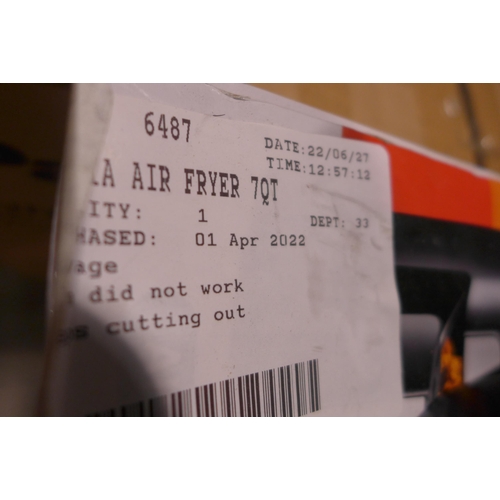 6487
DATE:22/06/27
TIME:12:57:12
AIR FRYER 7QT
ITY: 1 DEPT: 33
HASED: 01 Apr 2022
did not work
cutting out